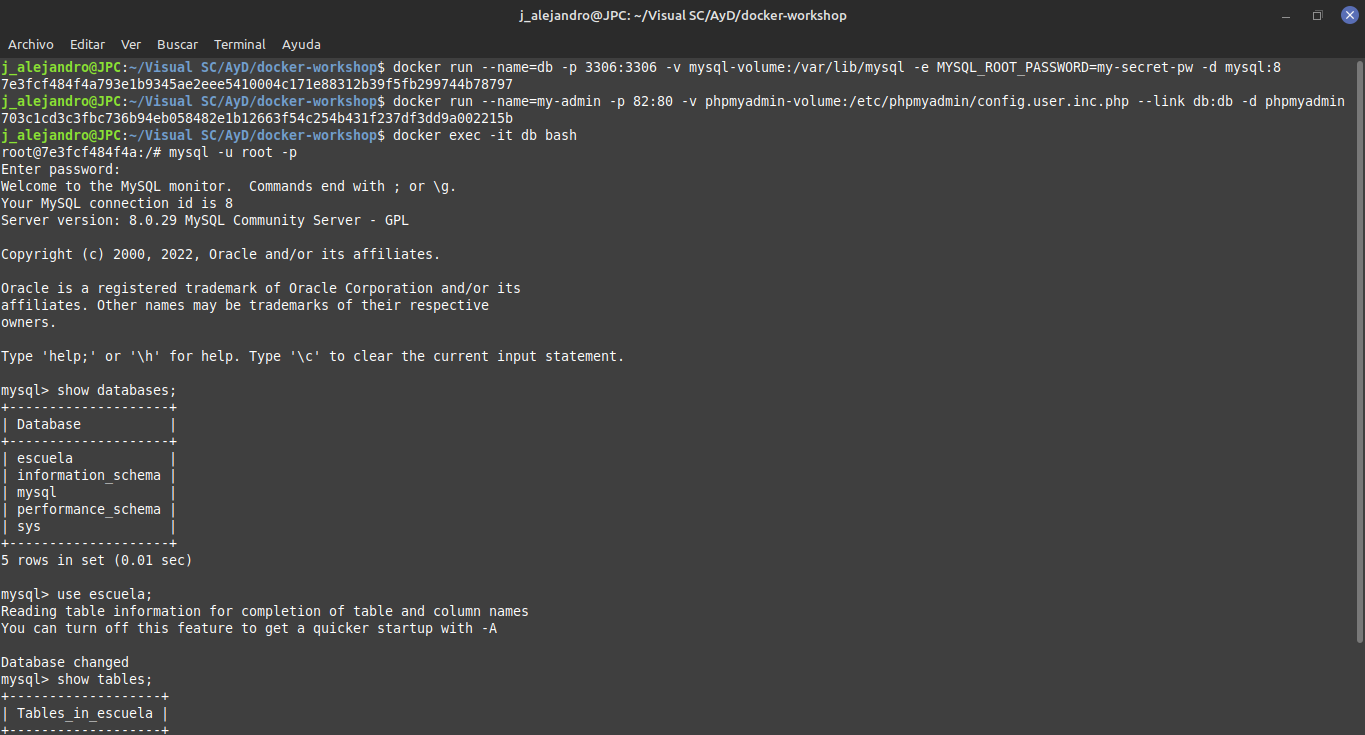 j_alejandro@JPC: ~/Visual SC/AyD/docker-workshop
Archivo Editar Ver Buscar Terminal Ayuda
j_alejandro@JPC:~/Visual SC/AyD/docker-workshop$ docker run --name=db -p 3306:3306 -v mysql-volume:/var/lib/mysql -e MYSQL_ROOT_PASSWORD=my-secret-pw -d mysql:8
7e3fcf484f4a793e1b9345ae2eee5410004c171e88312b39f5fb299744b78797
j_alejandro@JPC:~/Visual SC/AyD/docker-workshop$ docker run --name=my-admin -p 82:80 -v phpmyadmin-volume:/etc/phpmyadmin/config.user.inc.php --link db:db -d phpmyadmin
703c1cd3c3fbc736b94eb058482e1b12663f54c254b431f237df3dd9a002215b
j_alejandro@JPC:~/Visual SC/AyD/docker-workshop$ docker exec -it db bash
root@7e3fcf484f4a:/# mysql -u root -p
Enter password:
Welcome to the MySQL monitor.  Commands end with ; or \g.
Your MySQL connection id is 8
Server version: 8.0.29 MySQL Community Server - GPL

Copyright (c) 2000, 2022, Oracle and/or its affiliates.

Oracle is a registered trademark of Oracle Corporation and/or its
affiliates. Other names may be trademarks of their respective
owners.

Type 'help;' or '\h' for help. Type '\c' to clear the current input statement.

mysql> show databases;
+--------------------+
| Database           |
+--------------------+
| escuela            |
| information_schema |
| mysql              |
| performance_schema |
| sys                |
+--------------------+
5 rows in set (0.01 sec)

mysql> use escuela;
Reading table information for completion of table and column names
You can turn off this feature to get a quicker startup with -A

Database changed
mysql> show tables;
+-------------------+
| Tables_in_escuela |
+-------------------+